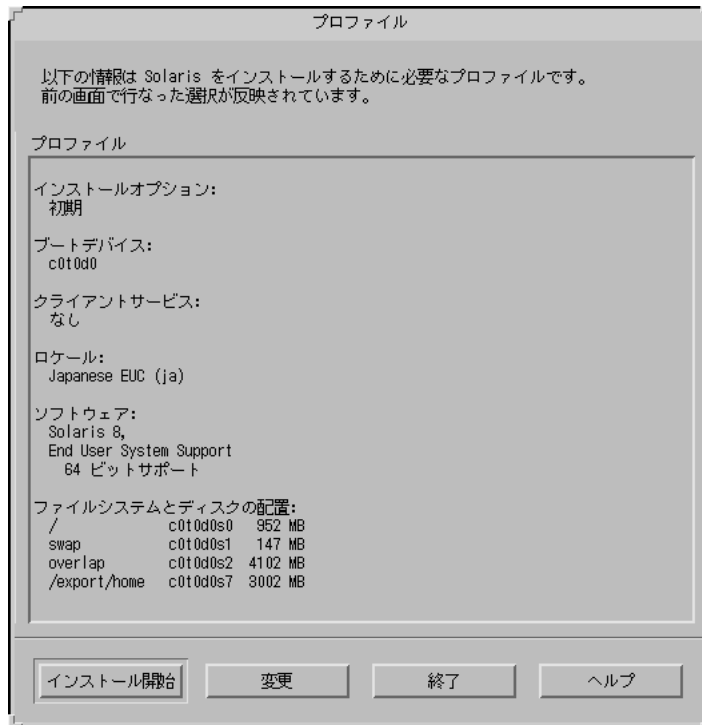 プロファイル
以下の情報は Solaris をインストールするために必要なプロファイルです。
前の画面で行なった選択が反映されています。
プロファイル
インストールオプション:
初期
ブートデバイス:
c0t0d0
クライアントサービス:
なし
ロケール:
Japanese EUC (ja)
ソフトウェア:
Solaris 8,
End User System Support
64 ビットサポート
ファイルシステムとディスクの配置:
/ c0t0d0s0 952 MB
swap c0t0d0s1 147 MB
overlap c0t0d0s2 4102 MB
/export/home c0t0d0s7 3002 MB
インストール開始 変更 終了 ヘルプ